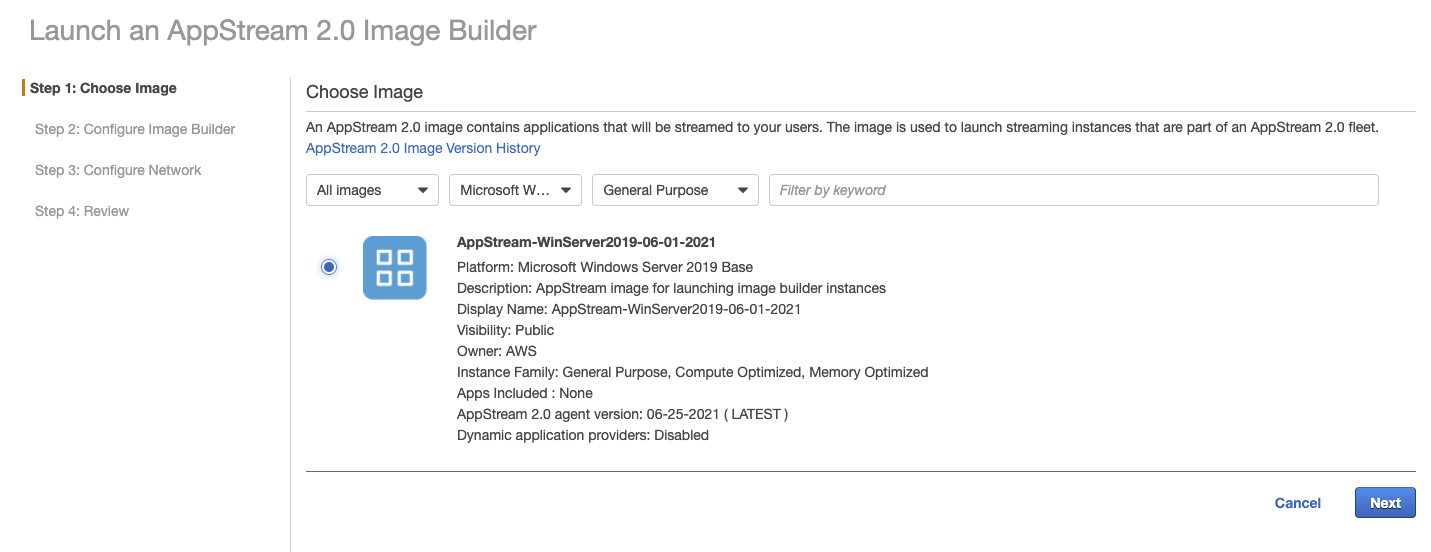 Launch an AppStream 2.0 Image Builder
Step 1: Choose Image
Step 2: Configure Image Builder
Step 3: Configure Network
Step 4: Review
Choose Image
An AppStream 2.0 image contains applications that will be streamed to your users. The image is used to launch streaming instances that are part of an AppStream 2.0 fleet.
AppStream 2.0 Image Version History
All images
Microsoft W...
General Purpose
Filter by keyword
AppStream-WinServer2019-06-01-2021
Platform: Microsoft Windows Server 2019 Base
Description: AppStream image for launching image builder instances
Display Name: AppStream-WinServer2019-06-01-2021
Visibility: Public
Owner: AWS
Instance Family: General Purpose, Compute Optimized, Memory Optimized
Apps Included : None
AppStream 2.0 agent version: 06-25-2021 ( LATEST )
Dynamic application providers: Disabled
Cancel
Next